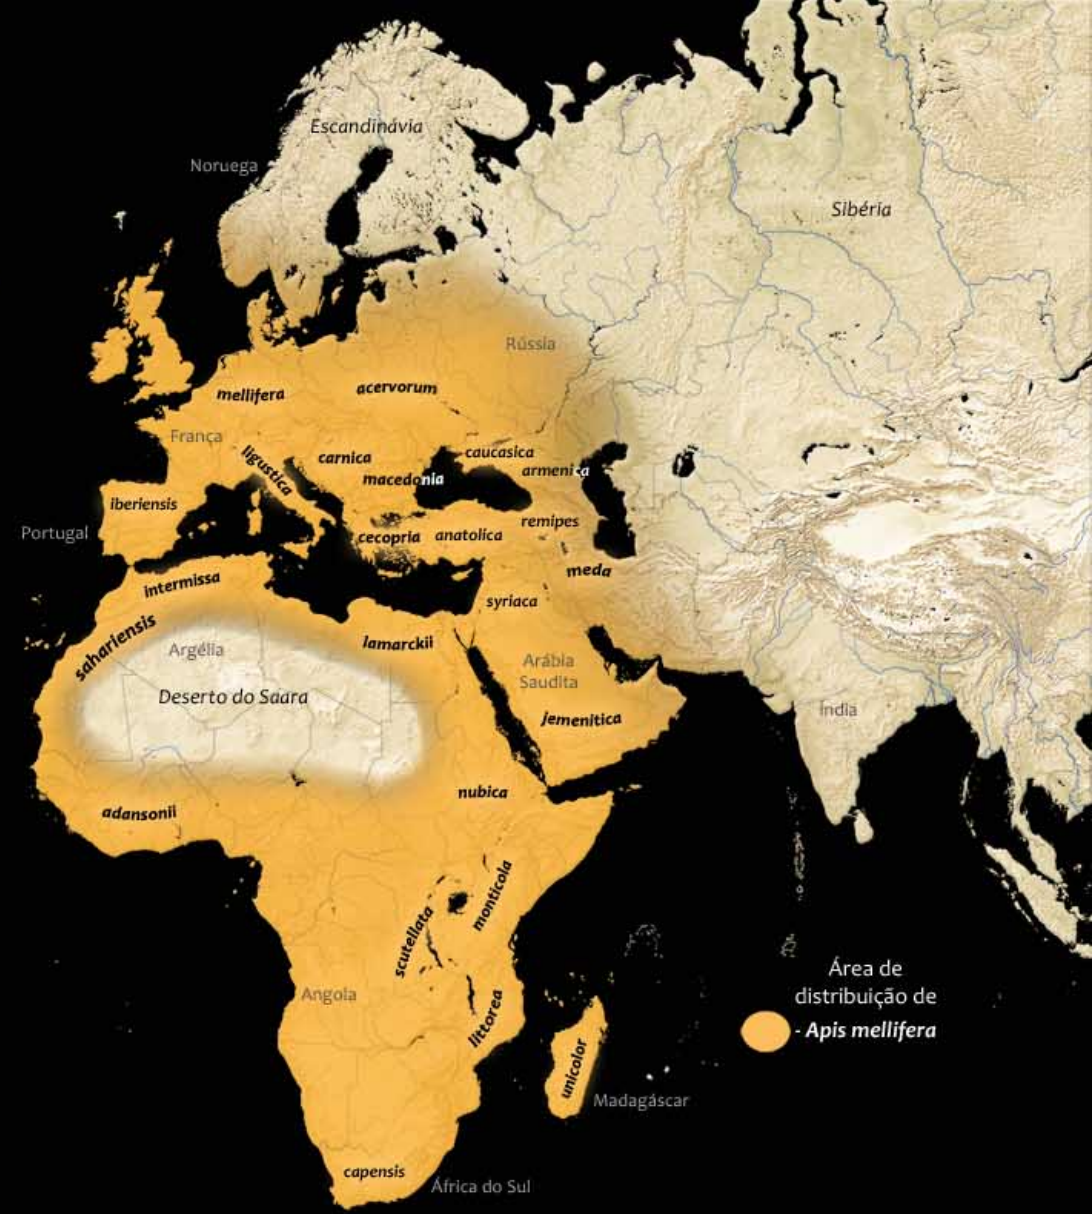 Escandinávia
Noruega
Sibéria
Rússia
mellifera
acervorum
França
ligustica
carnica
caucasica
armenica
macedonia
iberiensis
Portugal
cecopria
anatolica
remipes
meda
intermissa
syriaca
sahariensis
lamarckii
Argélia
Arábia
Saudita
Deserto do Saara
jemenitica
Índia
nubica
adansonii
monticola
scutellata
Angola
littorea
unicolor
Madagáscar
capensis
África do Sul
Área de
distribuição de
- Apis mellifera